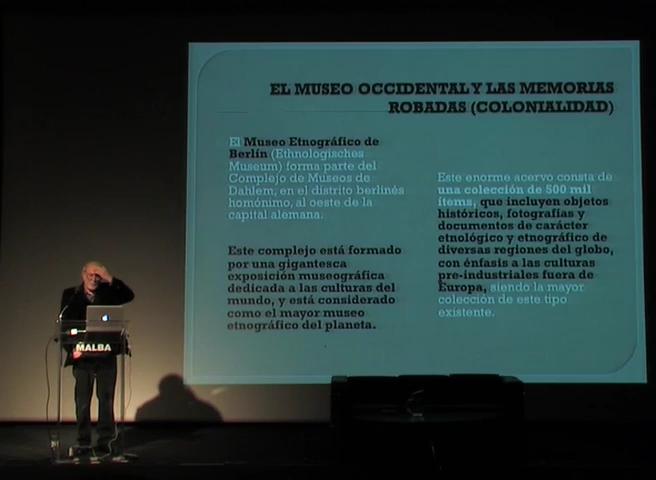 EL MUSEO OCCIDENTAL Y LAS MEMORIAS
ROBADAS (COLONIALIDAD)
El Museo Etnográfico de
Berlín (Ethnologisches
Museum) forma parte del
Complejo de Museos de
Dahlem, en el distrito berlinés
homónimo, al oeste de la
capital alemana.
Este complejo está formado
por una gigantesca
exposición museográfica
dedicada a las culturas del
mundo, y está considerado
como el mayor museo
etnográfico del planeta.
Este enorme acervo consta de
una colección de 500 mil
ítems, que incluyen objetos
históricos, fotografías y
documentos de carácter
etnológico y etnográfico de
diversas regiones del globo,
con énfasis a las culturas
pre-industriales fuera de
Europa, siendo la mayor
colección de este tipo
existente.
MALBA